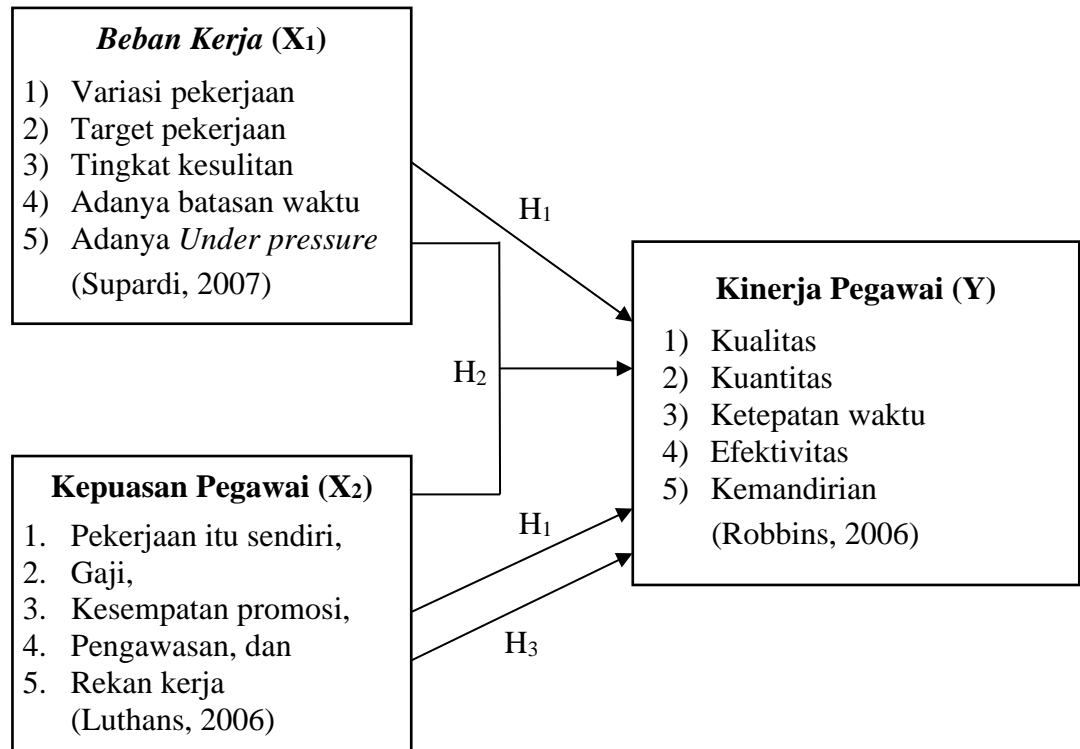 Beban Kerja (X₁)
1) Variasi pekerjaan
2) Target pekerjaan
3) Tingkat kesulitan
4) Adanya batasan waktu
5) Adanya Under pressure
(Supardi, 2007)
H₁
H₂
Kinerja Pegawai (Y)
1) Kualitas
2) Kuantitas
3) Ketepatan waktu
4) Efektivitas
5) Kemandirian
(Robbins, 2006)
Kepuasan Pegawai (X₂)
1. Pekerjaan itu sendiri,
2. Gaji,
3. Kesempatan promosi,
4. Pengawasan, dan
5. Rekan kerja
(Luthans, 2006)
H₁
H₃